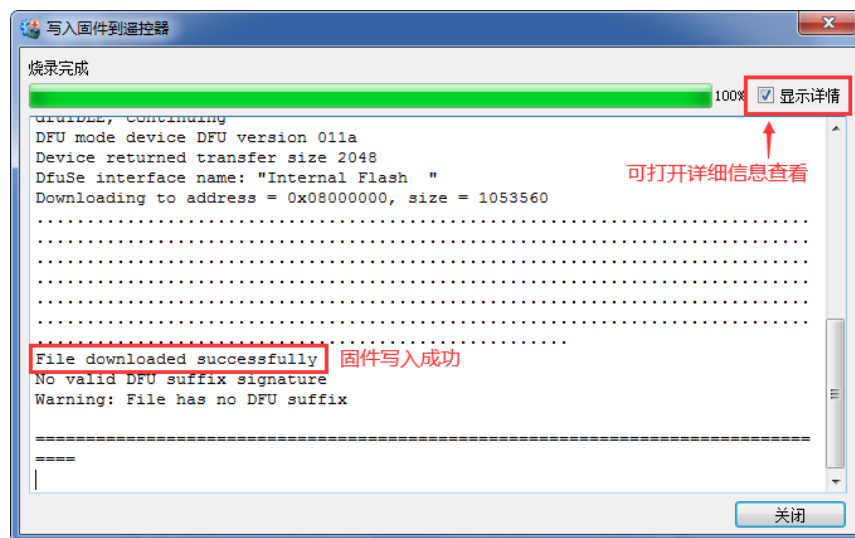 写入固件到遥控器
烧录完成
100% 显示详情
dfuIDLE, continuing
DFU mode device DFU version 011a
Device returned transfer size 2048
可打开详细信息查看
DfuSe interface name: "Internal Flash  "
Downloading to address = 0x08000000, size = 1053560
.............................................................................
.............................................................................
.............................................................................
.............................................................................
.............................................................................
.............................................................................
.....................................................
File downloaded successfully 固件写入成功
No valid DFU suffix signature
Warning: File has no DFU suffix
=============================================================================
====
关闭